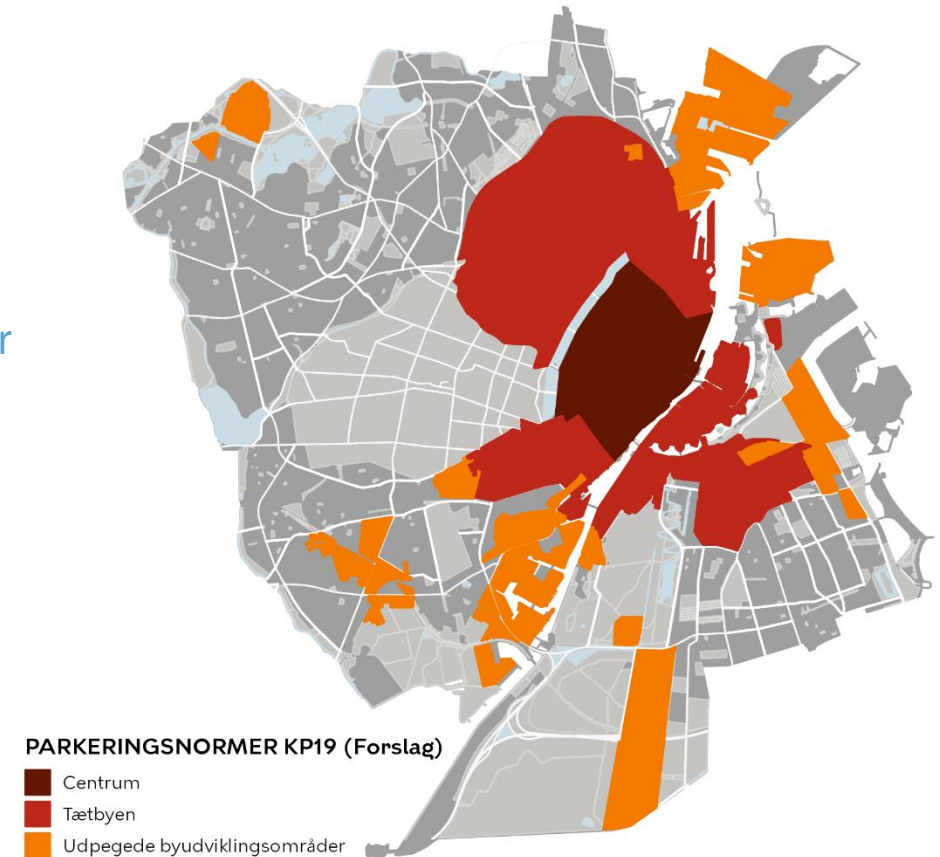 r
PARKERINGSNORMER KP19 (Forslag)
Centrum
Tætbyen
Udpegede byudviklingsområder